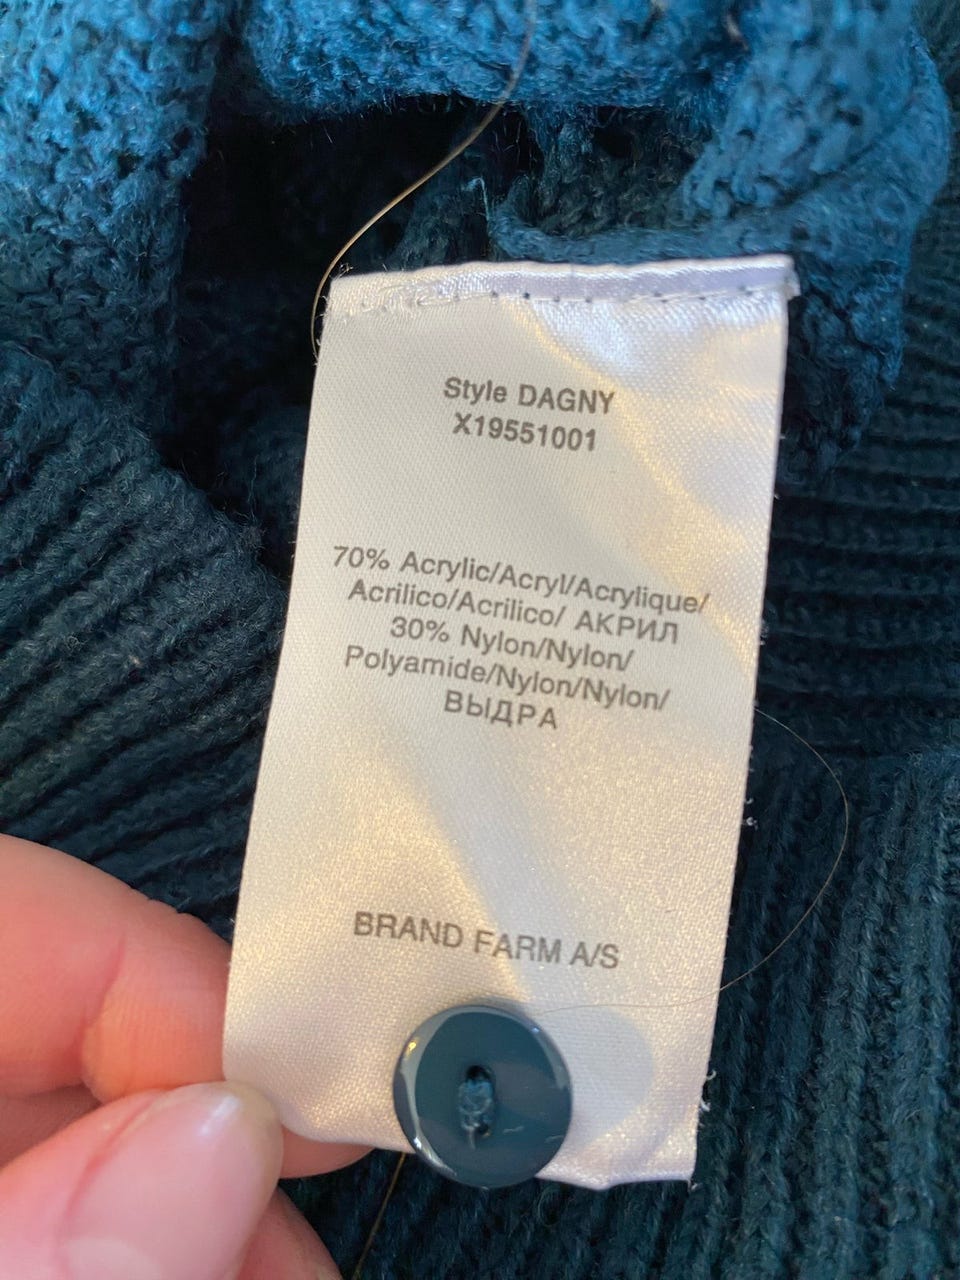 Style DAGNY
X19551001
70% Acrylic/Acryl/Acrylique/
Acrilico/Acrilico/ АКРИЛ
30% Nylon/Nylon/
Polyamide/Nylon/Nylon/
ВЫДРА
BRAND FARM A/S